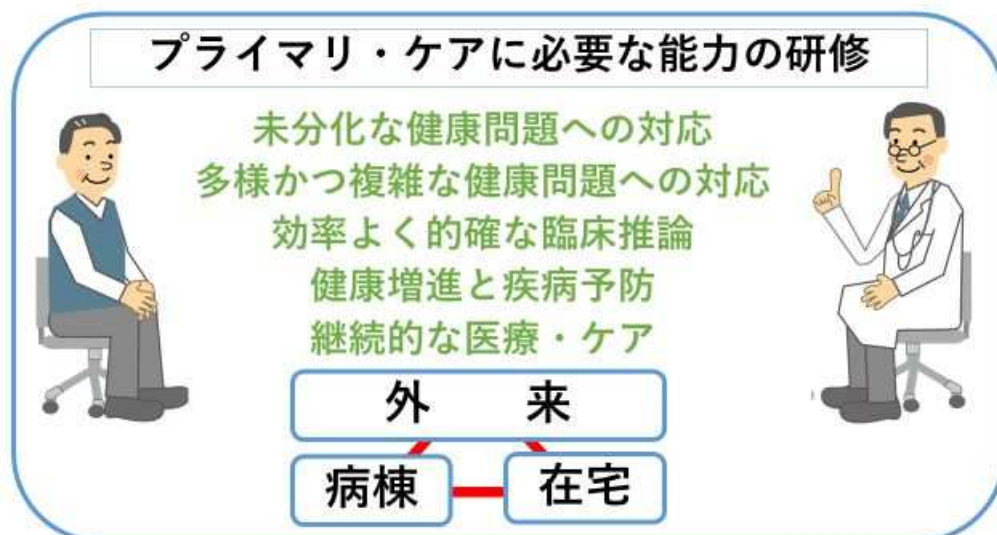 プライマリ・ケアに必要な能力の研修
未分化な健康問題への対応
多様かつ複雑な健康問題への対応
効率よく的確な臨床推論
健康増進と疾病予防
継続的な医療・ケア
外　　来
病棟
在宅